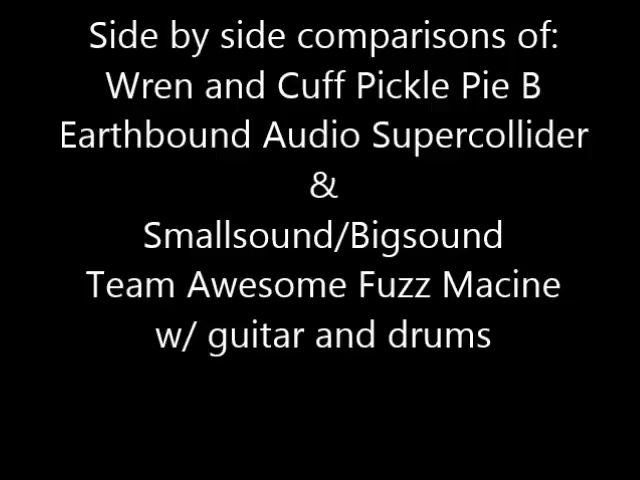 Side by side comparisons of:
Wren and Cuff Pickle Pie B
Earthbound Audio Supercollider
&
Smallsound/Bigsound
Team Awesome Fuzz Macine
w/ guitar and drums